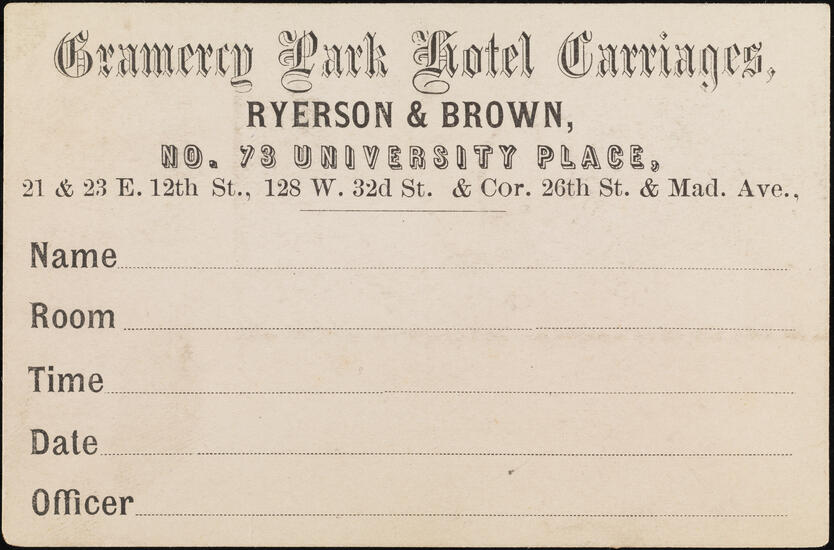 Gramercy Park Hotel Carriages,
RYERSON & BROWN,
NO. 73 UNIVERSITY PLACE,
21 & 23 E. 12th St., 128 W. 32d St. & Cor. 26th St. & Mad. Ave.,
Name
Room
Time
Date
Officer